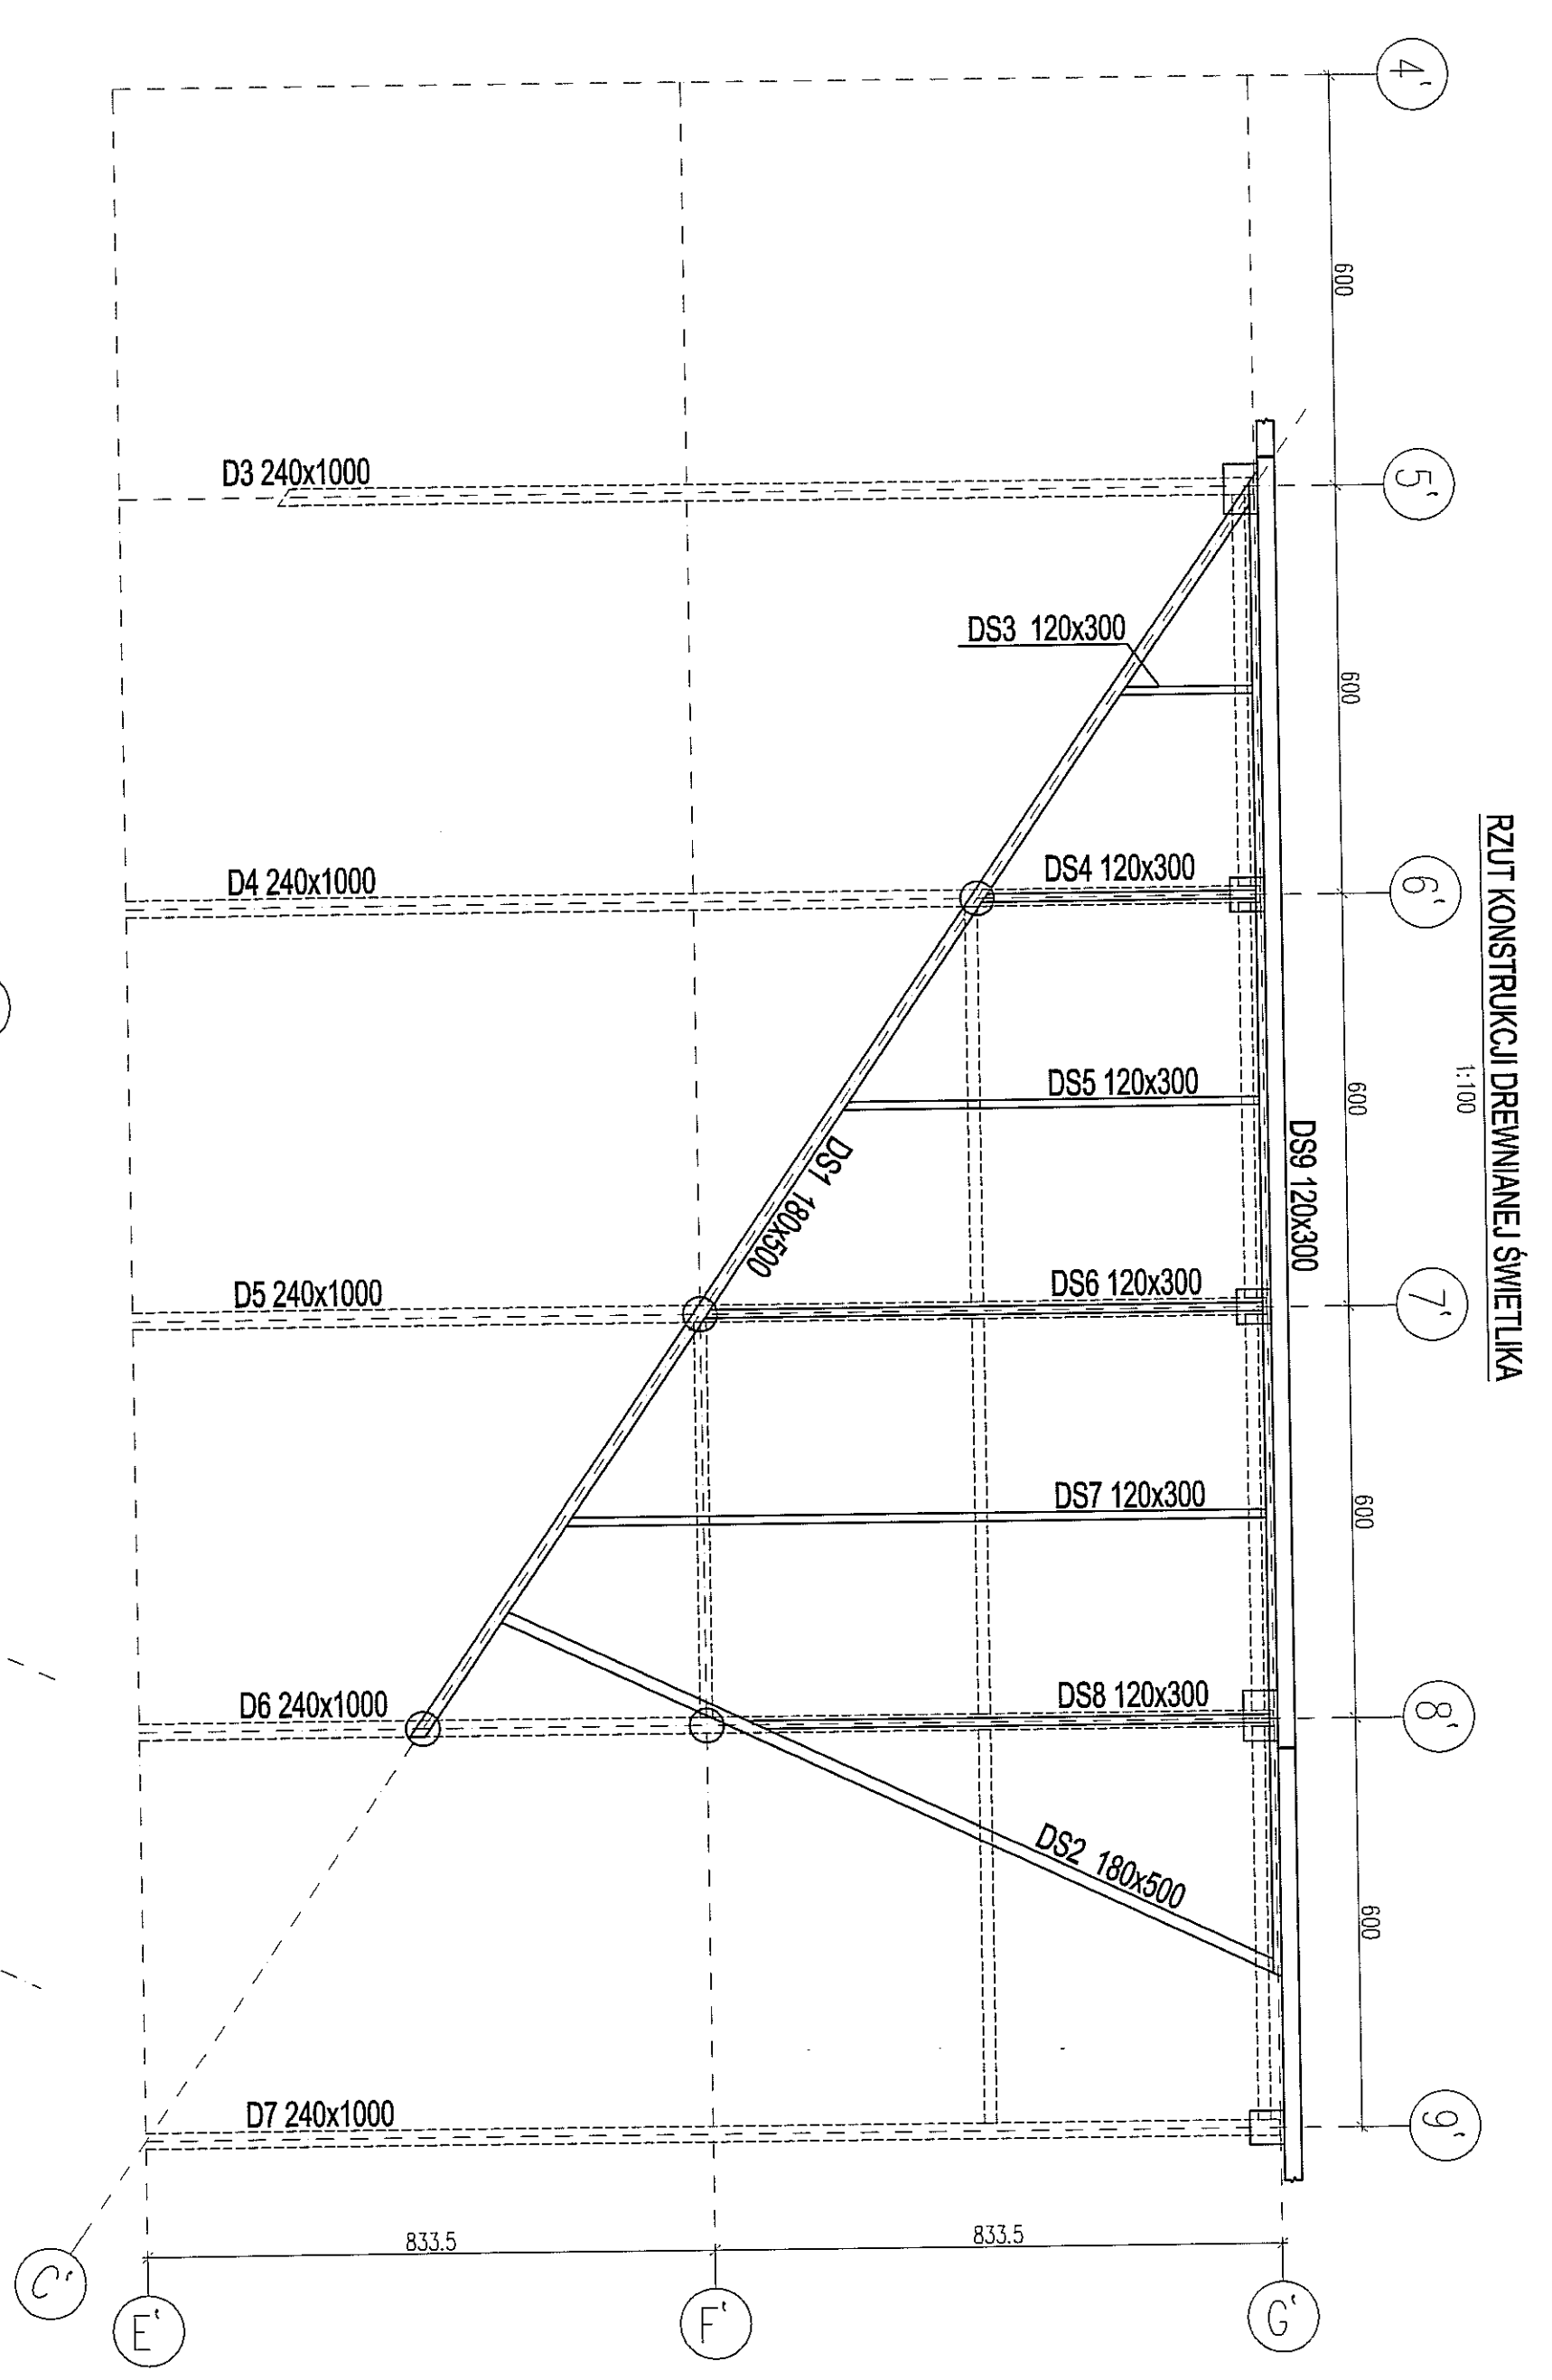 RZUT KONSTRUKCJI DREWNIANEJ ŚWIETLIKA
1:100
4'
600
5'
D3 240x1000
DS3 120x300
600
6'
D4 240x1000
DS4 120x300
600
DS5 120x300
DS9 120x300
DS1 180x500
7'
D5 240x1000
DS6 120x300
600
DS7 120x300
8'
D6 240x1000
DS8 120x300
DS2 180x500
600
9'
D7 240x1000
833.5
833.5
C'
E'
F'
G'